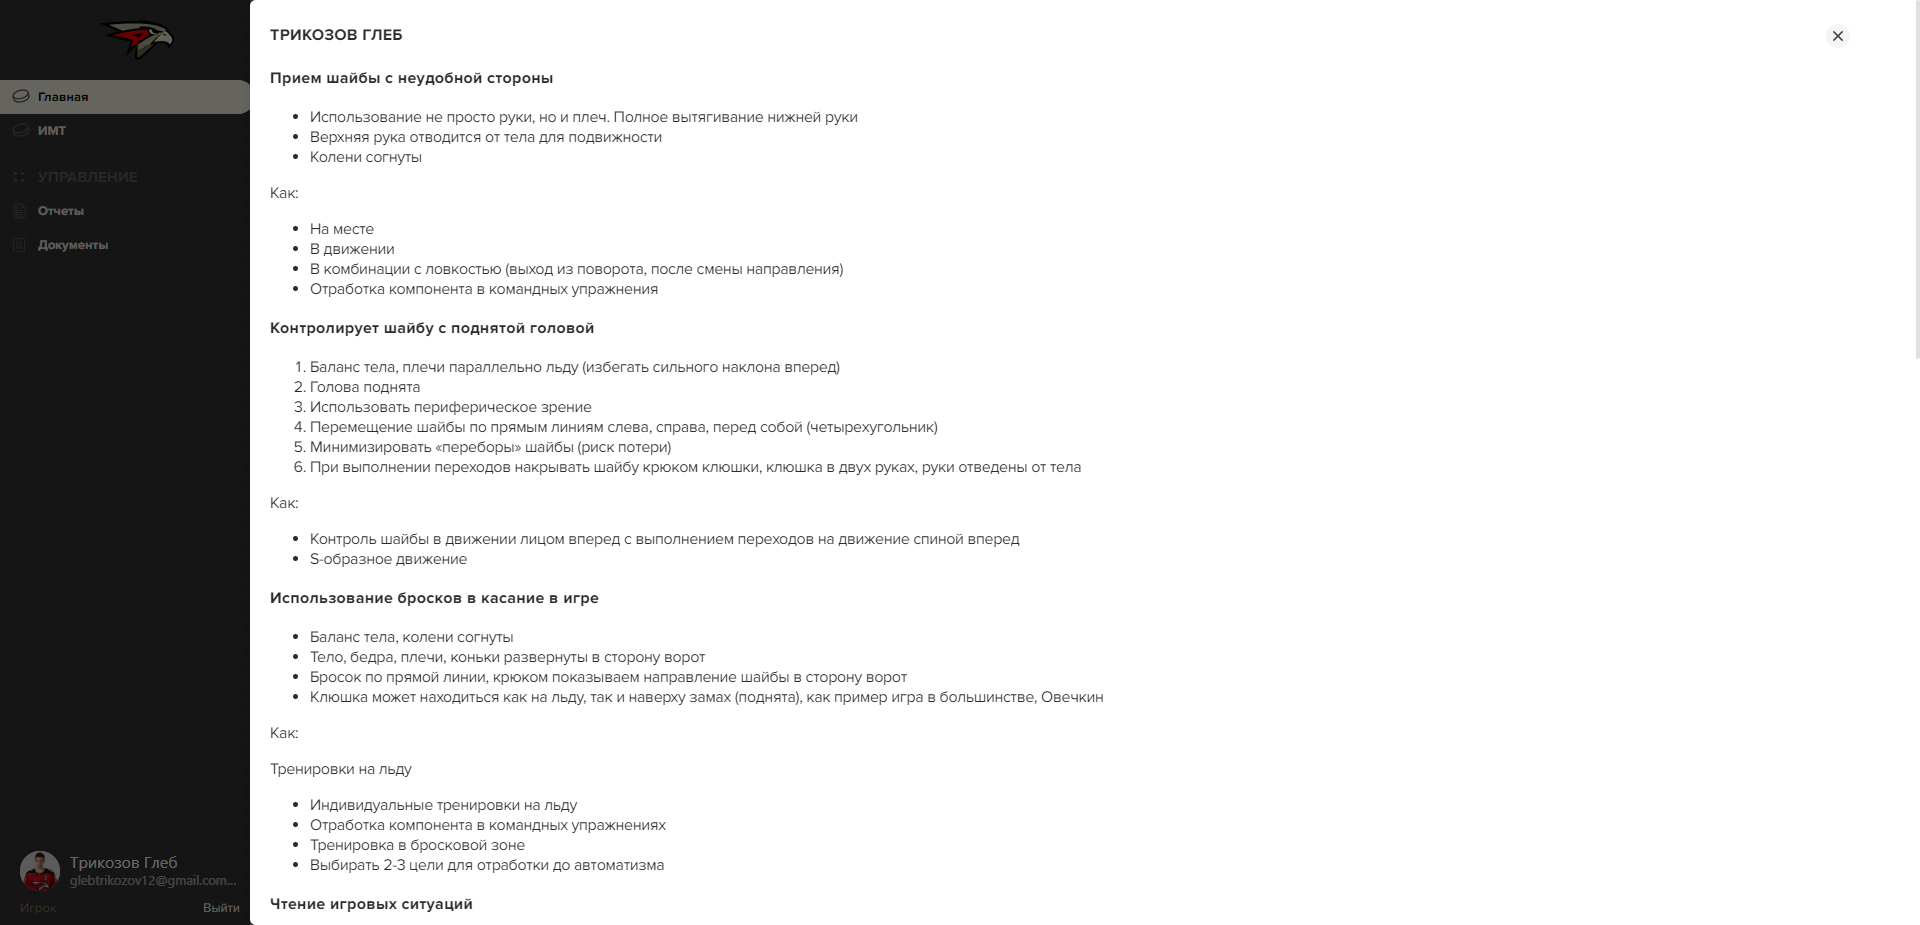 Главная
ИМТ
УПРАВЛЕНИЕ
Отчеты
Документы
Трикозов Глеб
glebtrikozov12@gmail.com...
Игрок
Выйти
ТРИКОЗОВ ГЛЕБ
Прием шайбы с неудобной стороны
• Использование не просто руки, но и плеч. Полное вытягивание нижней руки
• Верхняя рука отводится от тела для подвижности
• Колени согнуты
Как:
• На месте
• В движении
• В комбинации с ловкостью (выход из поворота, после смены направления)
• Отработка компонента в командных упражнения
Контролирует шайбу с поднятой головой
1. Баланс тела, плечи параллельно льду (избегать сильного наклона вперед)
2. Голова поднята
3. Использовать периферическое зрение
4. Перемещение шайбы по прямым линиям слева, справа, перед собой (четырехугольник)
5. Минимизировать «переборы» шайбы (риск потери)
6. При выполнении переходов накрывать шайбу крюком клюшки, клюшка в двух руках, руки отведены от тела
Как:
• Контроль шайбы в движении лицом вперед с выполнением переходов на движение спиной вперед
• S-образное движение
Использование бросков в касание в игре
• Баланс тела, колени согнуты
• Тело, бедра, плечи, коньки развернуты в сторону ворот
• Бросок по прямой линии, крюком показываем направление шайбы в сторону ворот
• Клюшка может находиться как на льду, так и наверху замах (поднята), как пример игра в большинстве, Овечкин
Как:
Тренировки на льду
• Индивидуальные тренировки на льду
• Отработка компонента в командных упражнениях
• Тренировка в бросковой зоне
• Выбирать 2-3 цели для отработки до автоматизма
Чтение игровых ситуаций